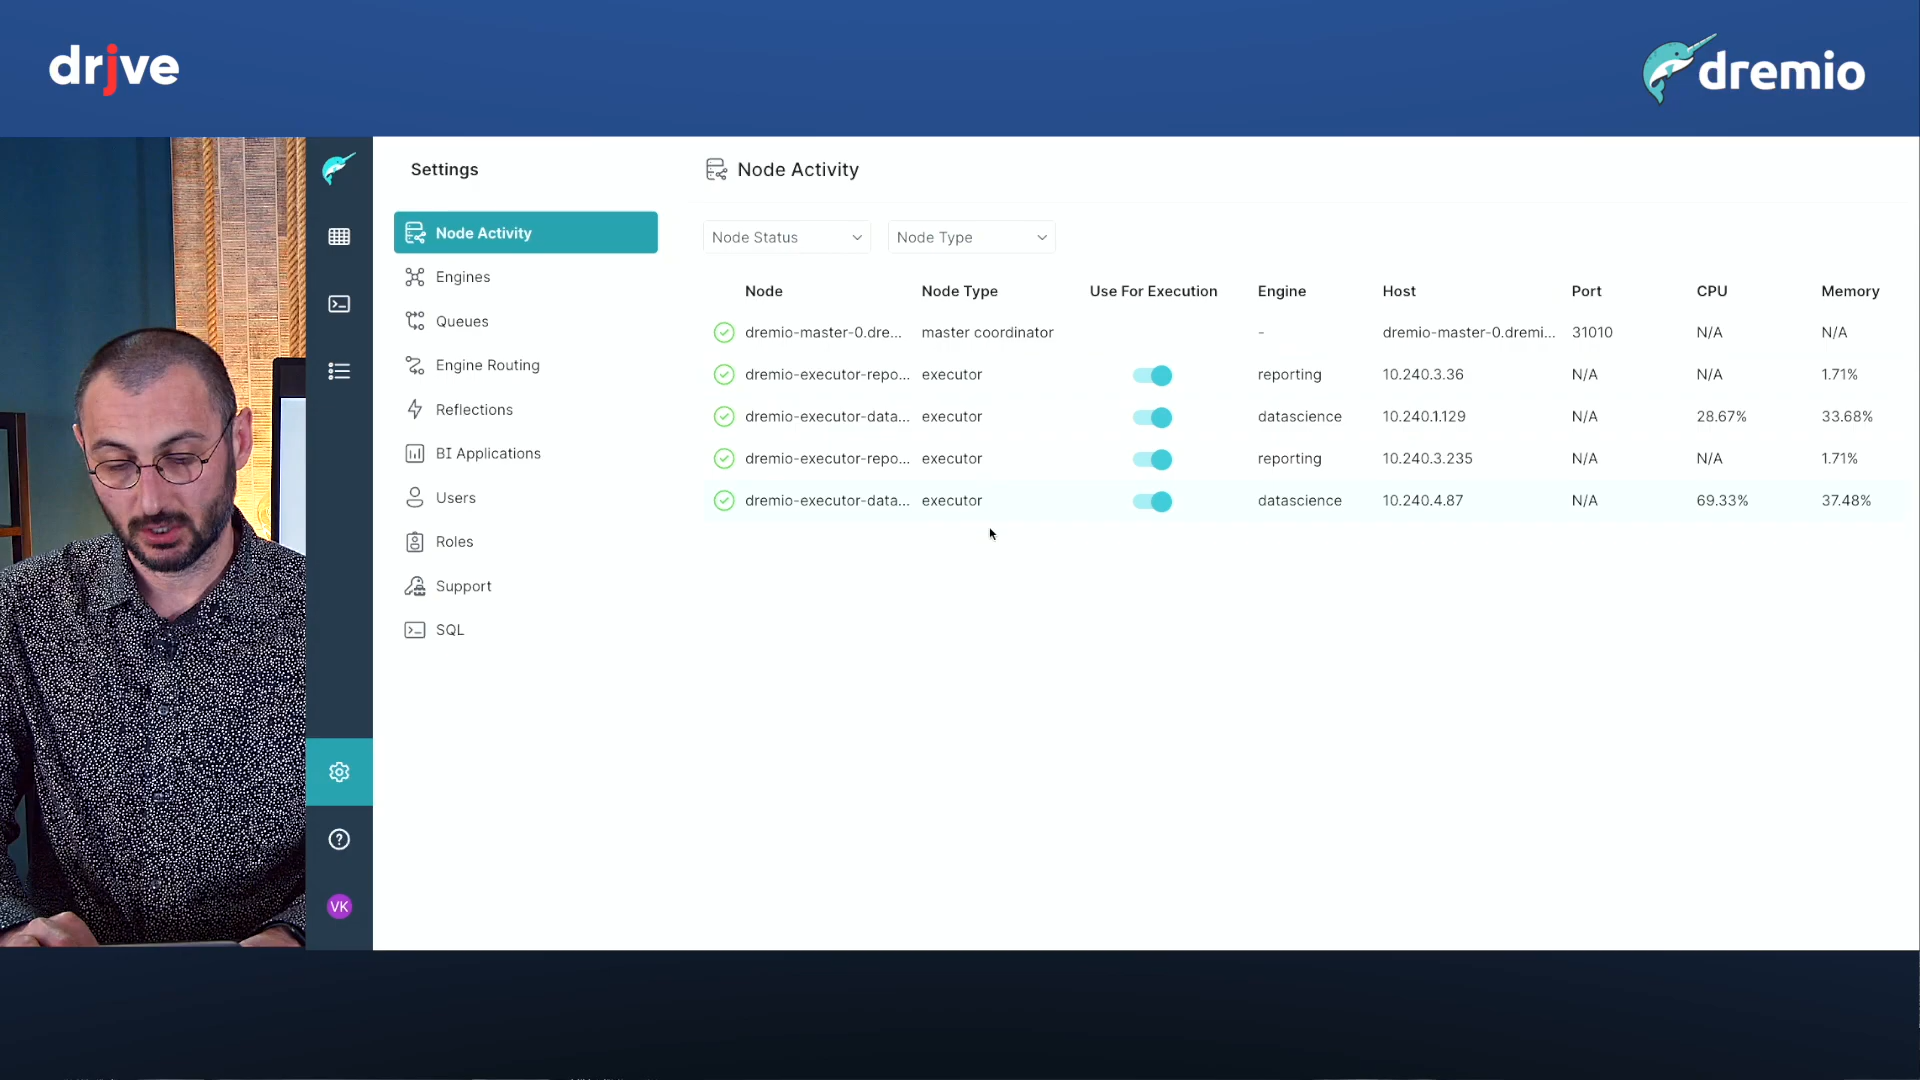 drjve
dremio
Settings
Node Activity
Node Activity
Engines
Queues
Engine Routing
Reflections
BI Applications
Users
Roles
Support
SQL
VK
Node Status
Node Type
Node Node Type Use For Execution Engine Host Port CPU Memory
dremio-master-0.dre... master coordinator - dremio-master-0.dremi... 31010 N/A N/A
dremio-executor-repo... executor reporting 10.240.3.36 N/A N/A 1.71%
dremio-executor-data... executor datascience 10.240.1.129 N/A 28.67% 33.68%
dremio-executor-repo... executor reporting 10.240.3.235 N/A N/A 1.71%
dremio-executor-data... executor datascience 10.240.4.87 N/A 69.33% 37.48%